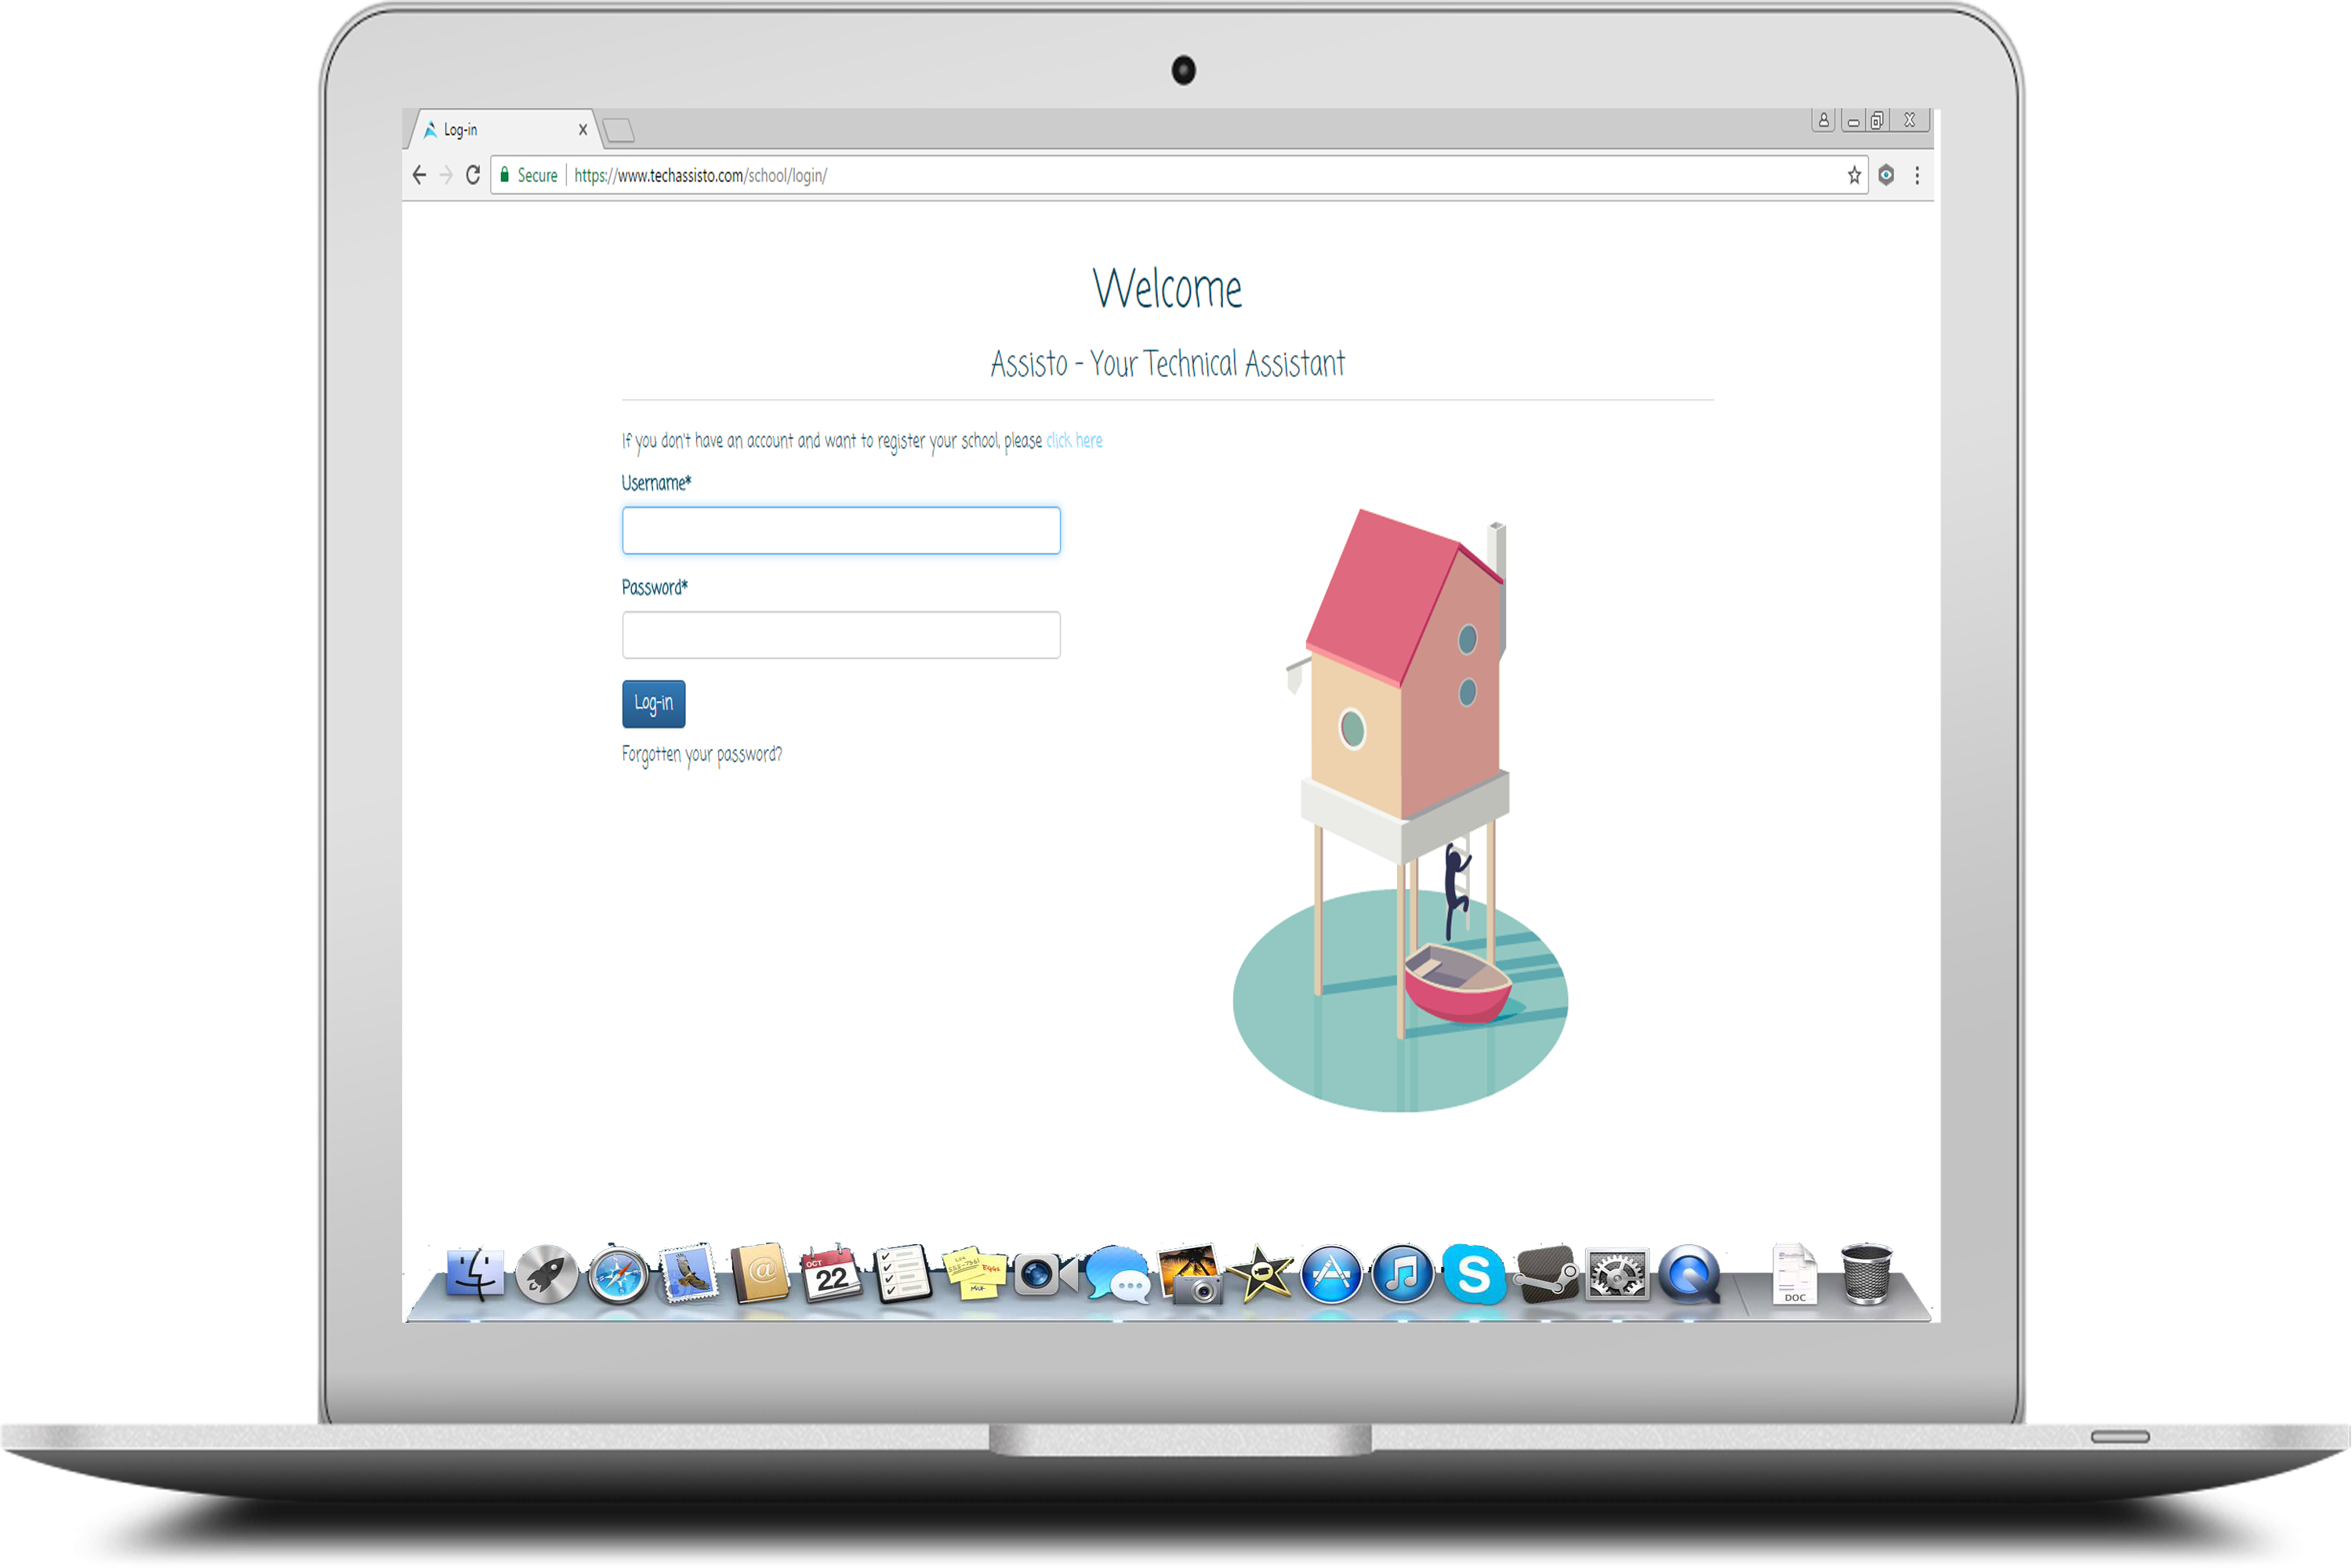 Log-in
Secure https://www.techassisto.com/school/login/
Welcome
Assisto - Your Technical Assistant
If you don't have an account and want to register your school, please click here
Username*
Password*
Log-in
Forgotten your password?
OCT
22
@
EGGS
MILK
S
DOC